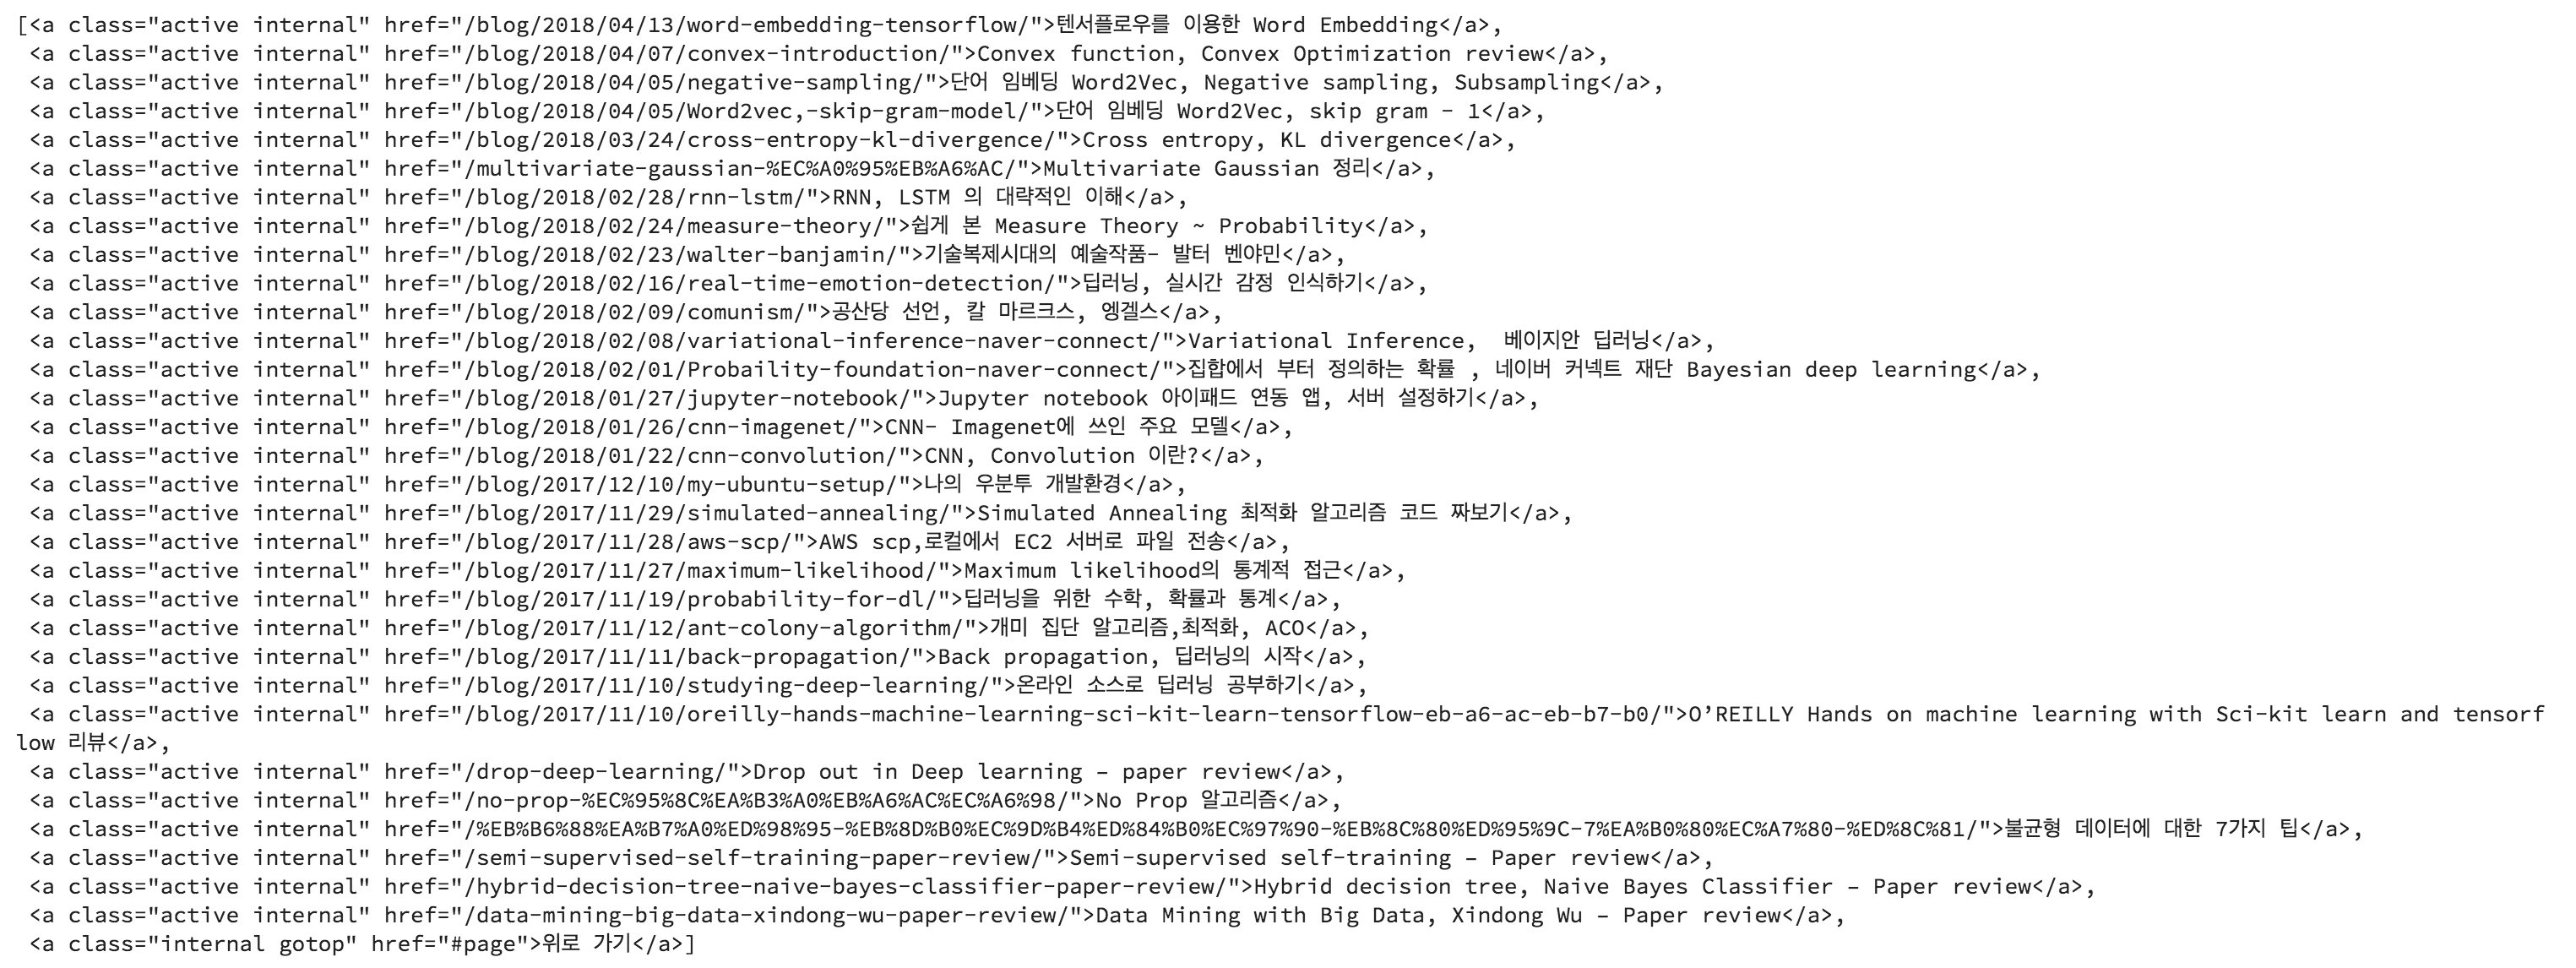 [<a class="active internal" href="/blog/2018/04/13/word-embedding-tensorflow/">텐서플로우를 이용한 Word Embedding</a>,
<a class="active internal" href="/blog/2018/04/07/convex-introduction/">Convex function, Convex Optimization review</a>,
<a class="active internal" href="/blog/2018/04/05/negative-sampling/">단어 임베딩 Word2Vec, Negative sampling, Subsampling</a>,
<a class="active internal" href="/blog/2018/04/05/Word2vec,-skip-gram-model/">단어 임베딩 Word2Vec, skip gram - 1</a>,
<a class="active internal" href="/blog/2018/03/24/cross-entropy-kl-divergence/">Cross entropy, KL divergence</a>,
<a class="active internal" href="/multivariate-gaussian-%EC%A0%95%EB%A6%AC/">Multivariate Gaussian 정리</a>,
<a class="active internal" href="/blog/2018/02/28/rnn-lstm/">RNN, LSTM 의 대략적인 이해</a>,
<a class="active internal" href="/blog/2018/02/24/measure-theory/">쉽게 본 Measure Theory ~ Probability</a>,
<a class="active internal" href="/blog/2018/02/23/walter-banjamin/">기술복제시대의 예술작품– 발터 벤야민</a>,
<a class="active internal" href="/blog/2018/02/16/real-time-emotion-detection/">딥러닝, 실시간 감정 인식하기</a>,
<a class="active internal" href="/blog/2018/02/09/comunism/">공산당 선언, 칼 마르크스, 엥겔스</a>,
<a class="active internal" href="/blog/2018/02/08/variational-inference-naver-connect/">Variational Inference,  베이지안 딥러닝</a>,
<a class="active internal" href="/blog/2018/02/01/Probaility-foundation-naver-connect/">집합에서 부터 정의하는 확률 , 네이버 커넥트 재단 Bayesian deep learning</a>,
<a class="active internal" href="/blog/2018/01/27/jupyter-notebook/">Jupyter notebook 아이패드 연동 앱, 서버 설정하기</a>,
<a class="active internal" href="/blog/2018/01/26/cnn-imagenet/">CNN- Imagenet에 쓰인 주요 모델</a>,
<a class="active internal" href="/blog/2018/01/22/cnn-convolution/">CNN, Convolution 이란?</a>,
<a class="active internal" href="/blog/2017/12/10/my-ubuntu-setup/">나의 우분투 개발환경</a>,
<a class="active internal" href="/blog/2017/11/29/simulated-annealing/">Simulated Annealing 최적화 알고리즘 코드 짜보기</a>,
<a class="active internal" href="/blog/2017/11/28/aws-scp/">AWS scp,로컬에서 EC2 서버로 파일 전송</a>,
<a class="active internal" href="/blog/2017/11/27/maximum-likelihood/">Maximum likelihood의 통계적 접근</a>,
<a class="active internal" href="/blog/2017/11/19/probability-for-dl/">딥러닝을 위한 수학, 확률과 통계</a>,
<a class="active internal" href="/blog/2017/11/12/ant-colony-algorithm/">개미 집단 알고리즘,최적화, ACO</a>,
<a class="active internal" href="/blog/2017/11/11/back-propagation/">Back propagation, 딥러닝의 시작</a>,
<a class="active internal" href="/blog/2017/11/10/studying-deep-learning/">온라인 소스로 딥러닝 공부하기</a>,
<a class="active internal" href="/blog/2017/11/10/oreilly-hands-machine-learning-sci-kit-learn-tensorflow-eb-a6-ac-eb-b7-b0/">O’REILLY Hands on machine learning with Sci-kit learn and tensorf
low 리뷰</a>,
<a class="active internal" href="/drop-deep-learning/">Drop out in Deep learning – paper review</a>,
<a class="active internal" href="/no-prop-%EC%95%8C%EA%B3%A0%EB%A6%AC%EC%A6%98/">No Prop 알고리즘</a>,
<a class="active internal" href="/%EB%B6%88%EA%B7%A0%ED%98%95-%EB%8D%B0%EC%9D%B4%ED%84%B0%EC%97%90-%EB%8C%80%ED%95%9C-7%EA%B0%80%EC%A7%80-%ED%8C%81/">불균형 데이터에 대한 7가지 팁</a>,
<a class="active internal" href="/semi-supervised-self-training-paper-review/">Semi-supervised self-training – Paper review</a>,
<a class="active internal" href="/hybrid-decision-tree-naive-bayes-classifier-paper-review/">Hybrid decision tree, Naive Bayes Classifier – Paper review</a>,
<a class="active internal" href="/data-mining-big-data-xindong-wu-paper-review/">Data Mining with Big Data, Xindong Wu – Paper review</a>,
<a class="internal gotop" href="#page">위로 가기</a>]